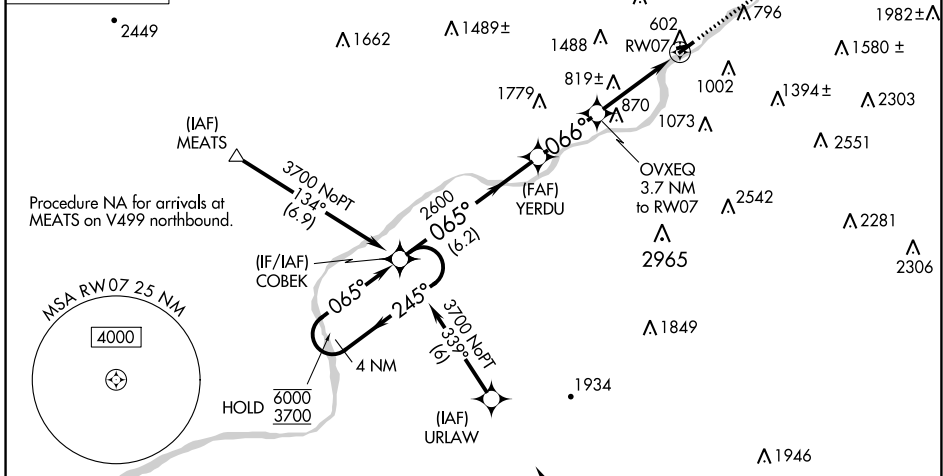 2449
1662
1489±
1488
602
RW07
796
1982±
1580 ±
819±
1779
870
1002
1394±
2303
1073
2551
(IAF)
MEATS
3700 NoPT
134°
(6.9)
066°
OVXEQ
3.7 NM
to RW07
(FAF)
YERDU
Procedure NA for arrivals at
MEATS on V499 northbound.
2600
065°
(6.2)
2542
2281
2965
2306
(IF/IAF)
COBEK
065°
245°
MSA RW07 25 NM
4000
3700 NoPT
339°
(6)
1849
4 NM
HOLD
6000
3700
1934
(IAF)
URLAW
1946